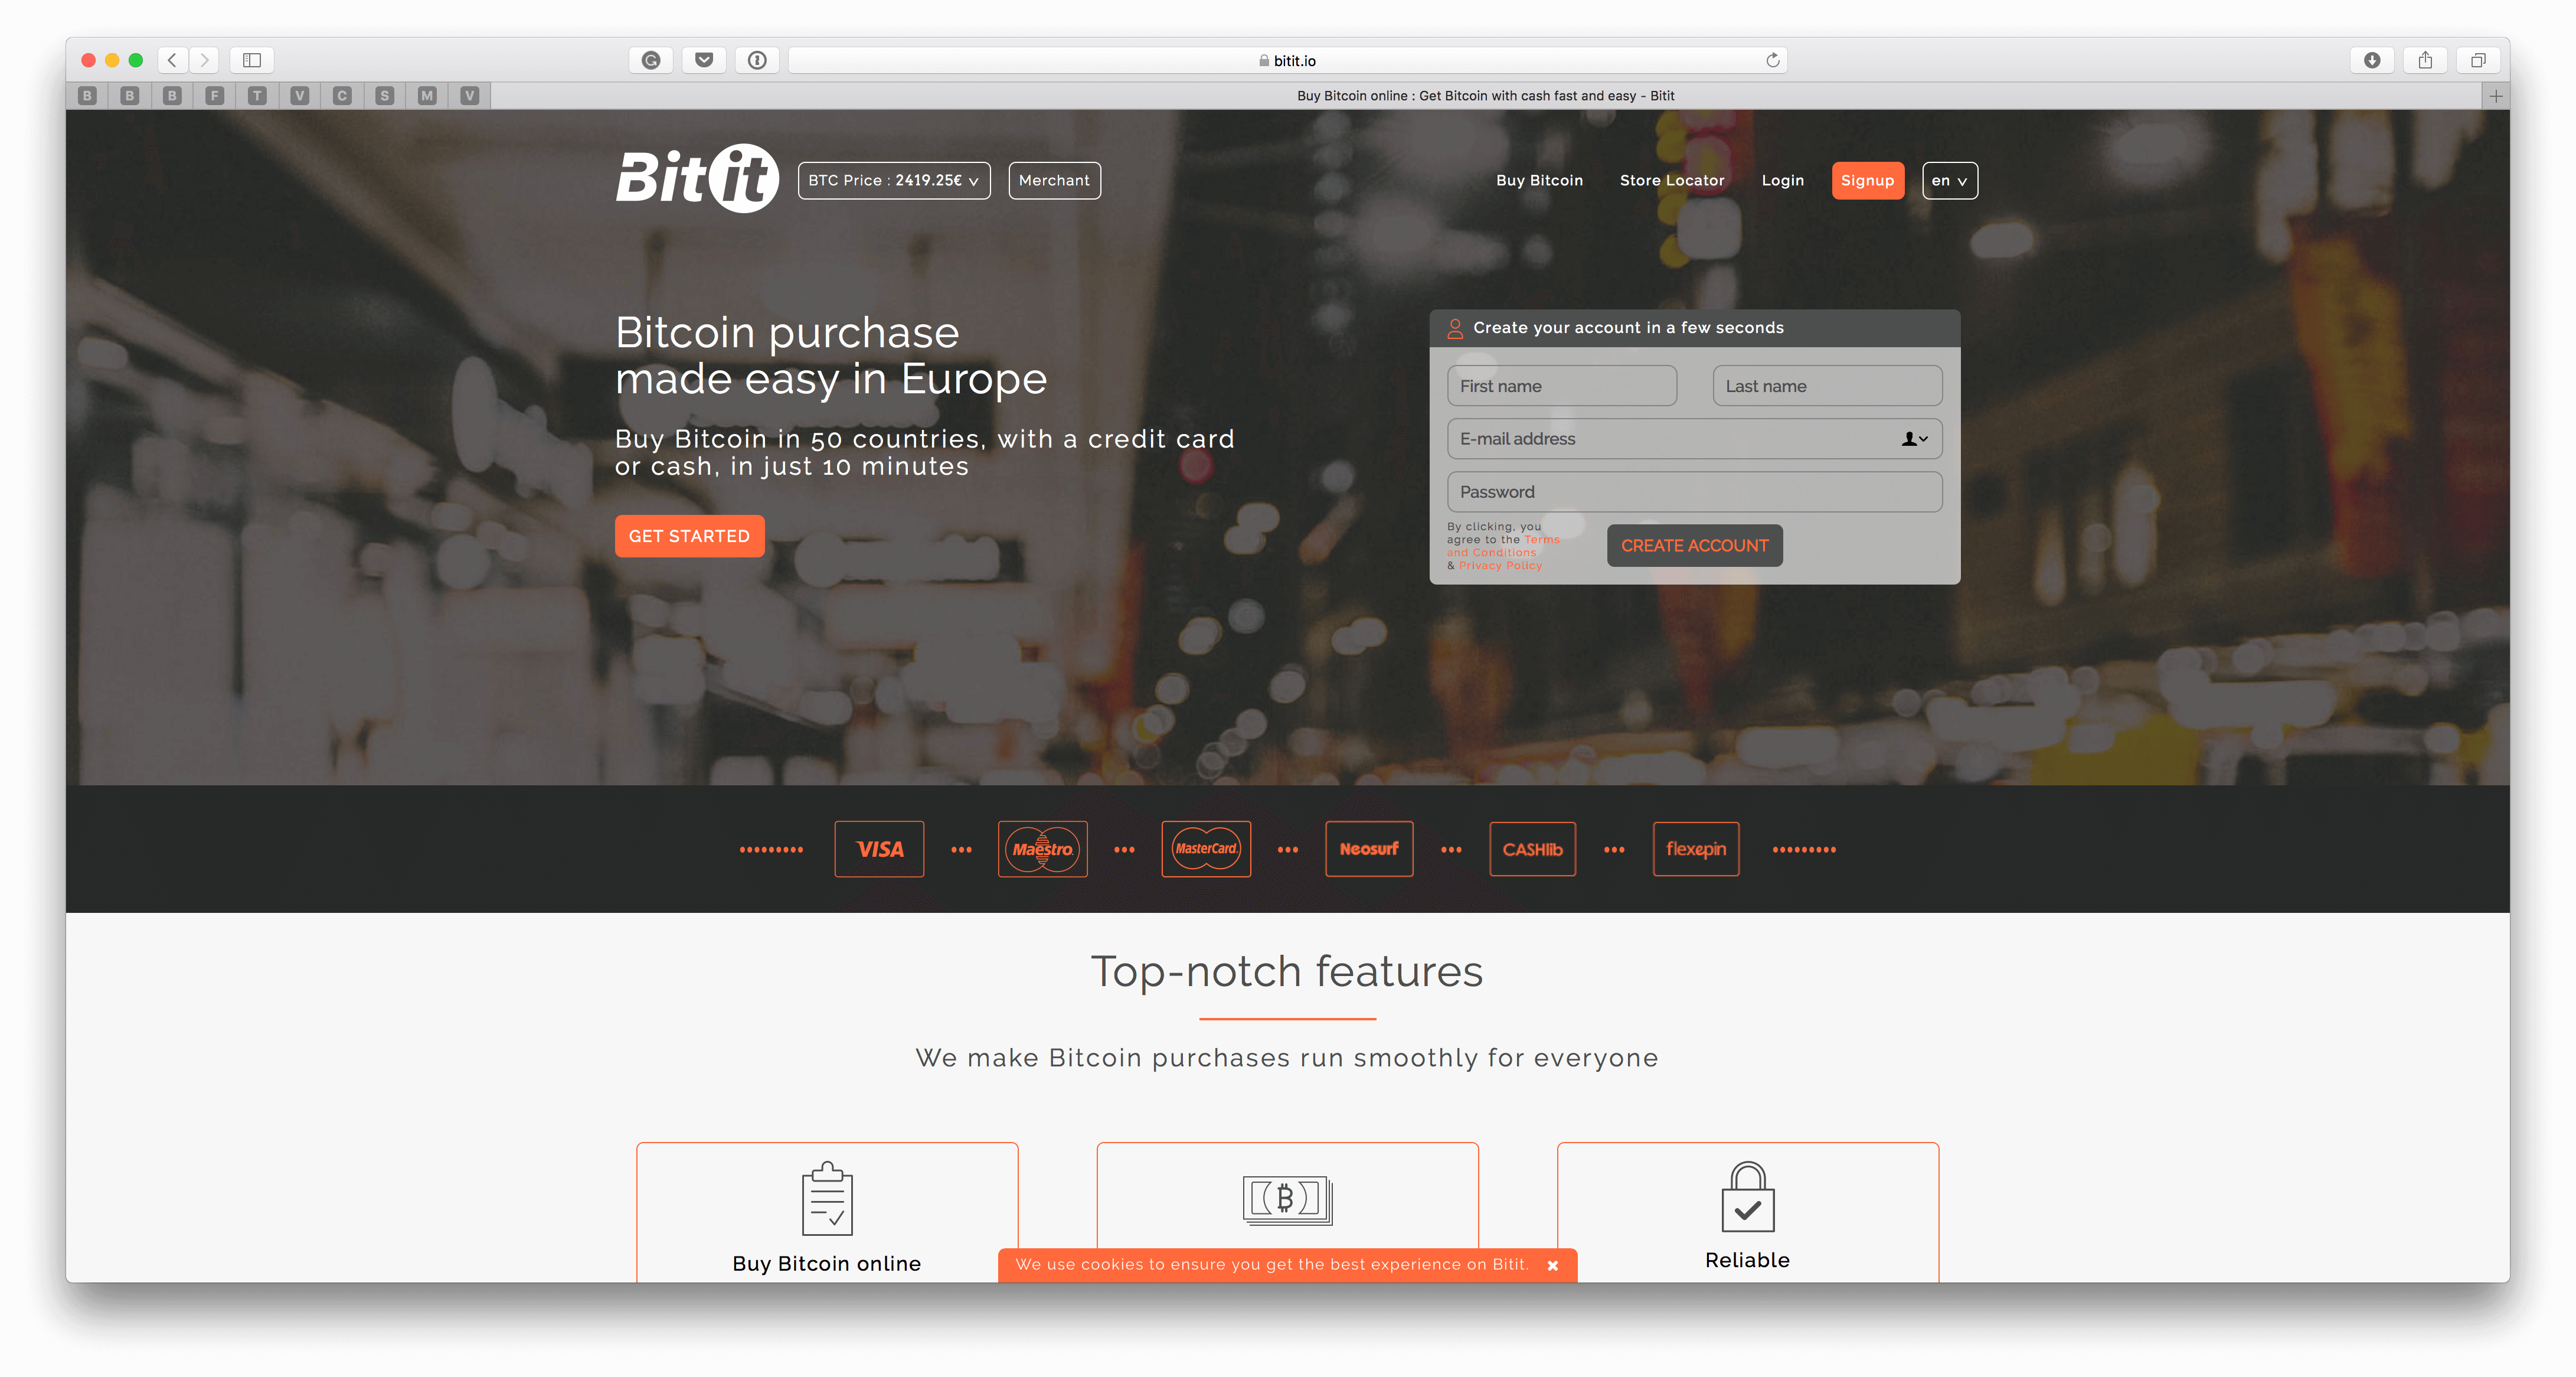 bitit.io
B B B F T V C S M V
Buy Bitcoin online : Get Bitcoin with cash fast and easy - Bitit
Bitit
BTC Price : 2419.25€
Merchant
Buy Bitcoin
Store Locator
Login
Signup
en
Bitcoin purchase
made easy in Europe
Buy Bitcoin in 50 countries, with a credit card
or cash, in just 10 minutes
GET STARTED
Create your account in a few seconds
First name
Last name
E-mail address
Password
By clicking, you
agree to the Terms
and Conditions
& Privacy Policy
CREATE ACCOUNT
VISA
Maestro
MasterCard
Neosurf
CASHlib
flexepin
Top-notch features
We make Bitcoin purchases run smoothly for everyone
Buy Bitcoin online
Reliable
We use cookies to ensure you get the best experience on Bitit.